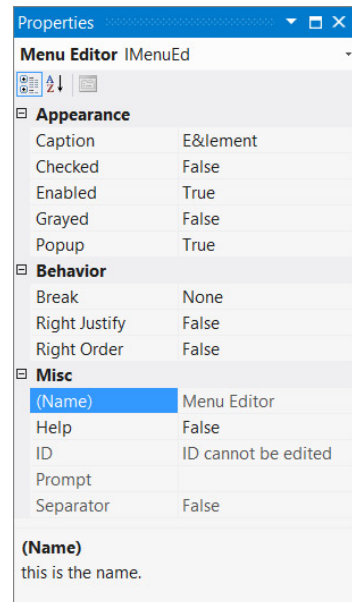 Properties
Menu Editor IMenuEd
Appearance
Caption E&lement
Checked False
Enabled True
Grayed False
Popup True
Behavior
Break None
Right Justify False
Right Order False
Misc
(Name) Menu Editor
Help False
ID ID cannot be edited
Prompt
Separator False
(Name)
this is the name.